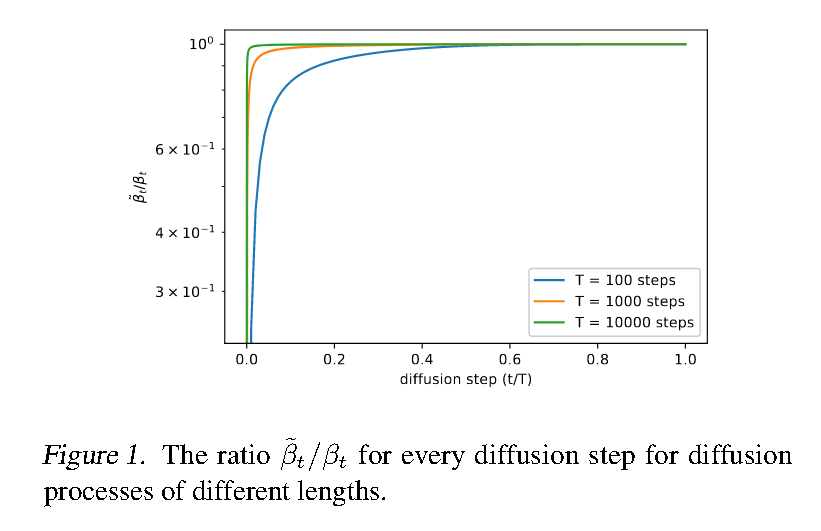 10⁰
6 × 10⁻¹
4 × 10⁻¹
3 × 10⁻¹
β̃ₜ/βₜ
T = 100 steps
T = 1000 steps
T = 10000 steps
0.0 0.2 0.4 0.6 0.8 1.0
diffusion step (t/T)
Figure 1. The ratio β̃ₜ/βₜ for every diffusion step for diffusion
processes of different lengths.